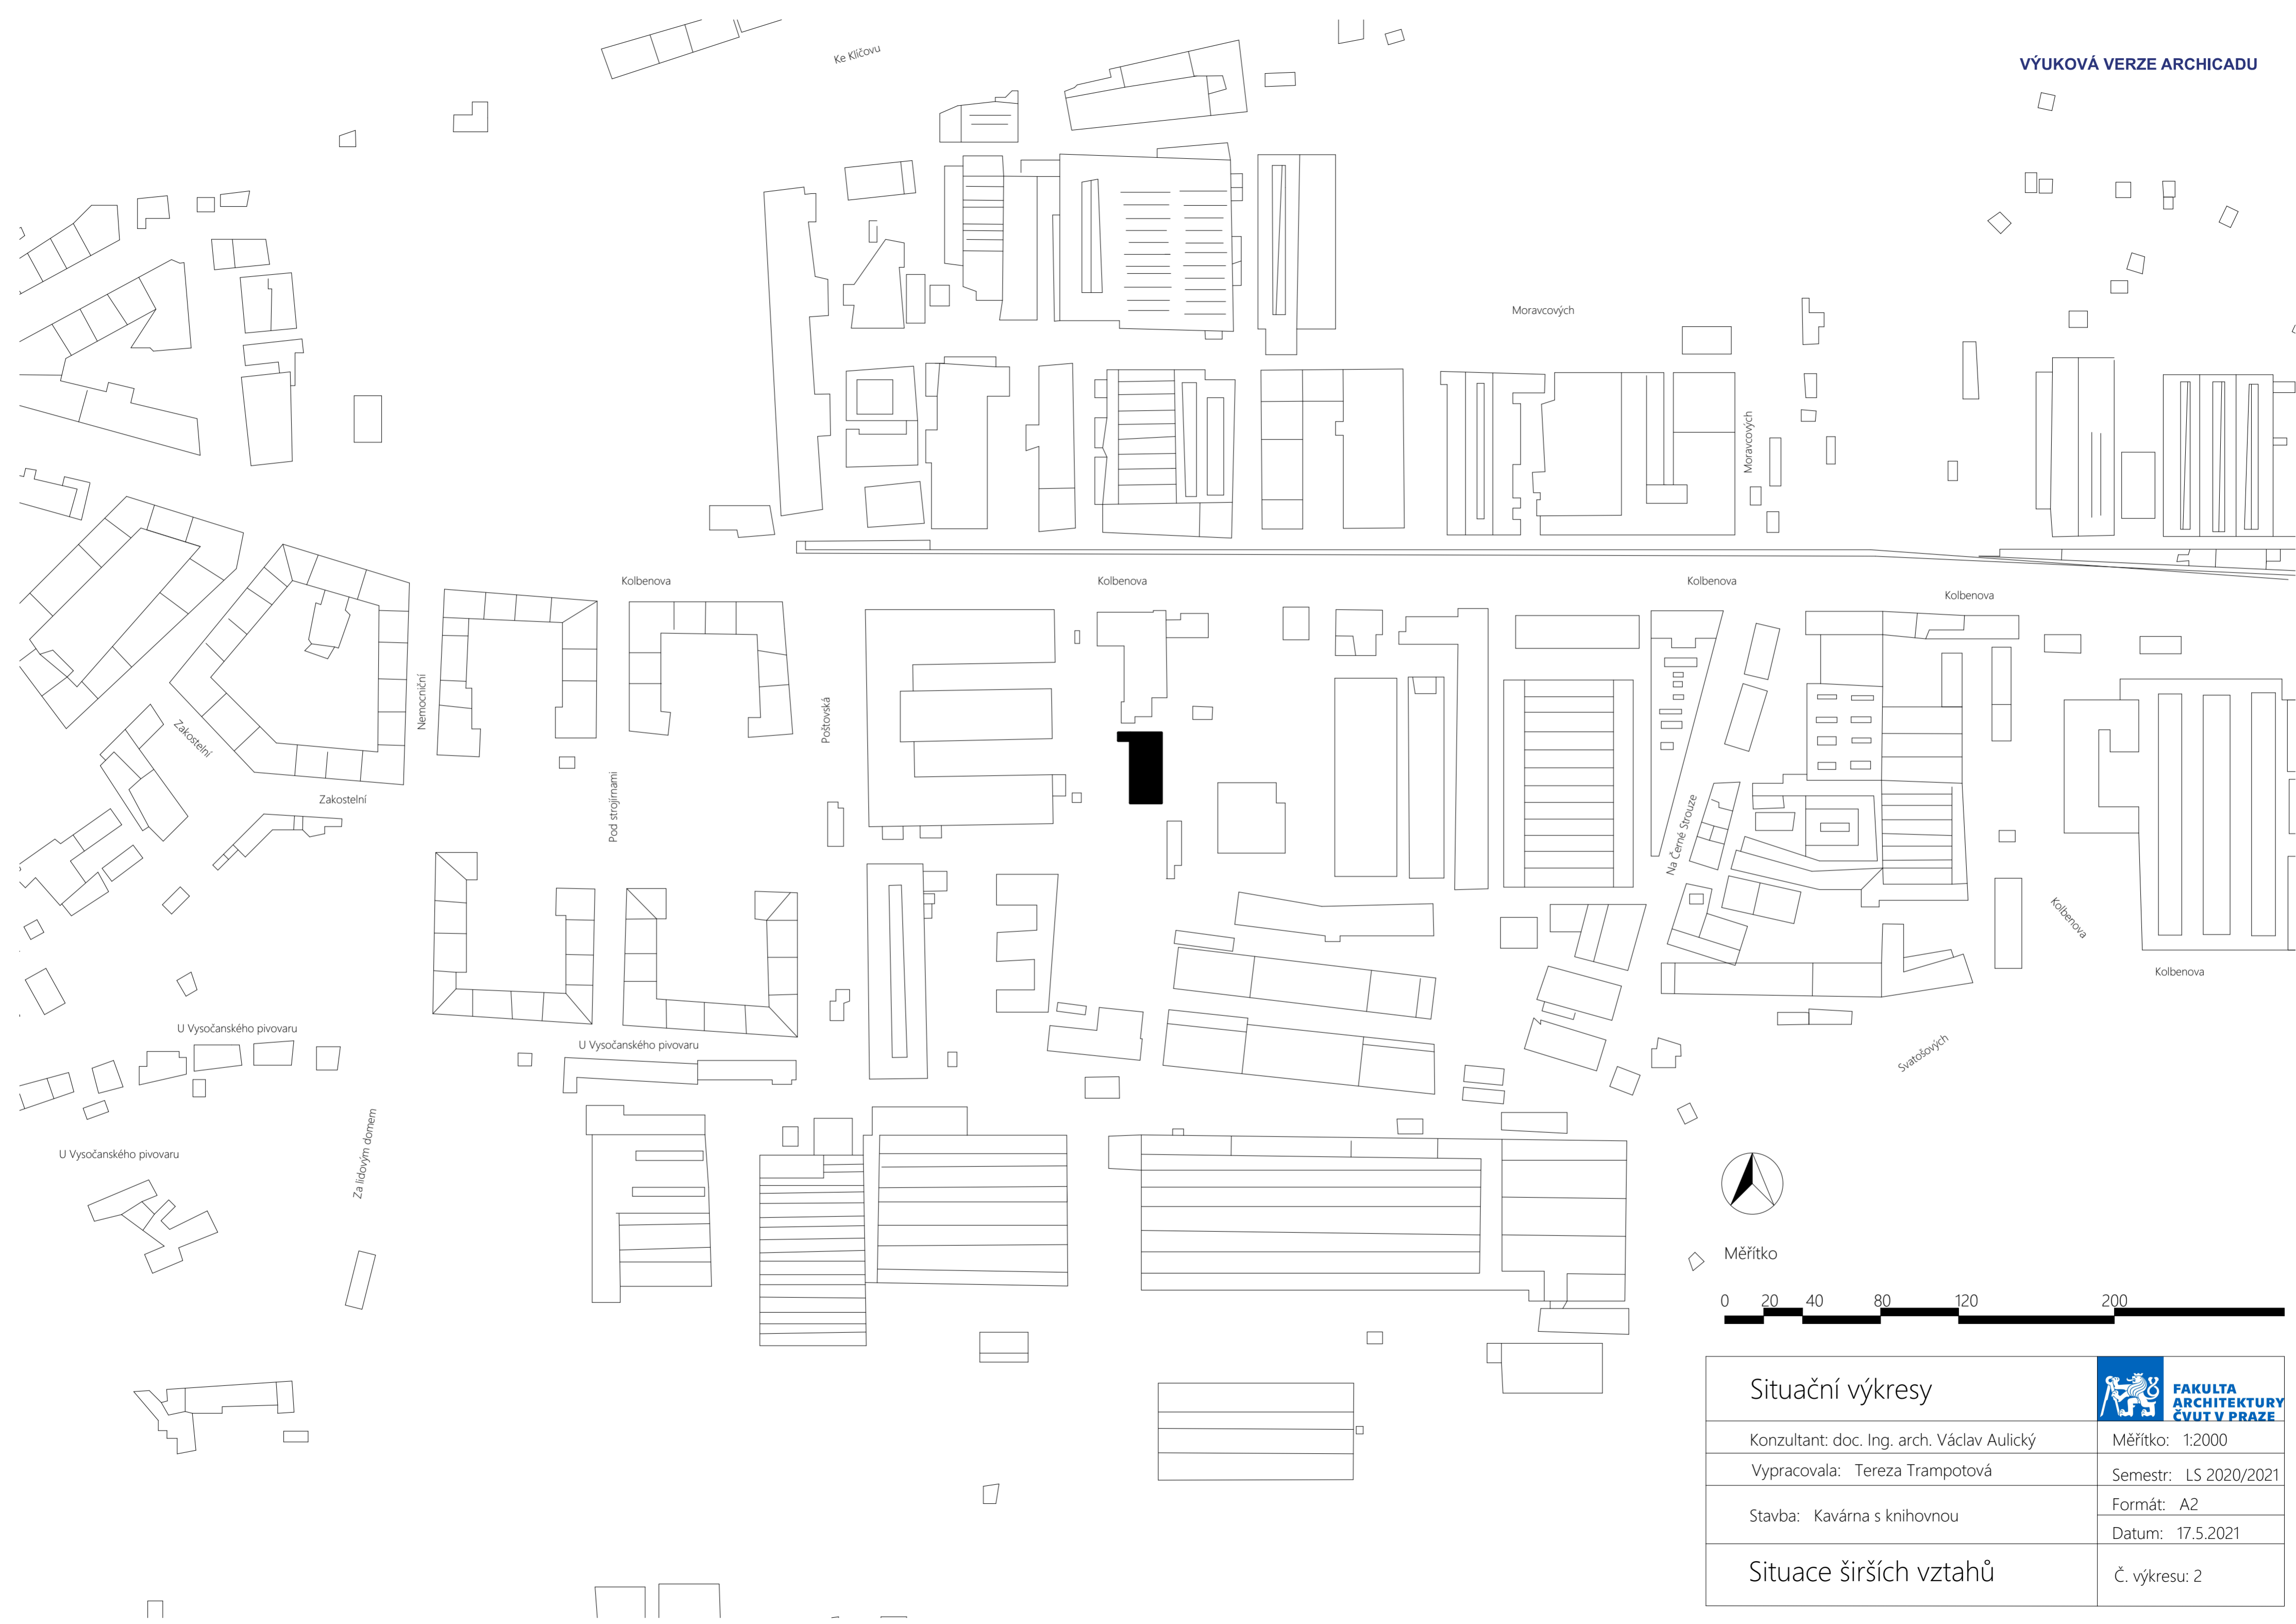 Ke Klíčovu
VÝUKOVÁ VERZE ARCHICADU
Moravcových
Moravcových
Kolbenova
Kolbenova
Kolbenova
Kolbenova
Nemocniční
Poštovská
Zakostelní
Zakostelní
Pod strojírnami
Na Černé Strouze
Kolbenova
Kolbenova
U Vysočanského pivovaru
U Vysočanského pivovaru
Svatošových
Za lidovým domem
U Vysočanského pivovaru
Měřítko
0 20 40 80 120 200
Situační výkresy
FAKULTA
ARCHITEKTURY
ČVUT V PRAZE
Konzultant: doc. Ing. arch. Václav Aulický
Měřítko: 1:2000
Vypracovala: Tereza Trampotová
Semestr: LS 2020/2021
Formát: A2
Stavba: Kavárna s knihovnou
Datum: 17.5.2021
Situace širších vztahů
Č. výkresu: 2